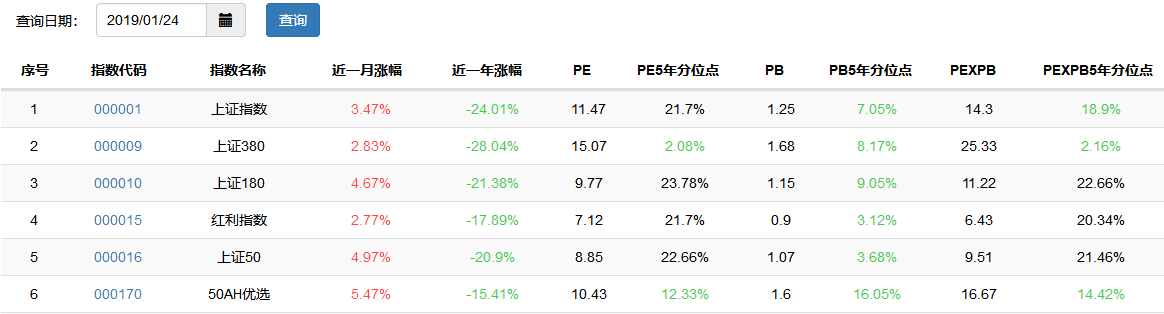 查询日期： 2019/01/24 查询
序号 指数代码 指数名称 近一月涨幅 近一年涨幅 PE PE5年分位点 PB PB5年分位点 PEXPB PEXPB5年分位点
1 000001 上证指数 3.47% -24.01% 11.47 21.7% 1.25 7.05% 14.3 18.9%
2 000009 上证380 2.83% -28.04% 15.07 2.08% 1.68 8.17% 25.33 2.16%
3 000010 上证180 4.67% -21.38% 9.77 23.78% 1.15 9.05% 11.22 22.66%
4 000015 红利指数 2.77% -17.89% 7.12 21.7% 0.9 3.12% 6.43 20.34%
5 000016 上证50 4.97% -20.9% 8.85 22.66% 1.07 3.68% 9.51 21.46%
6 000170 50AH优选 5.47% -15.41% 10.43 12.33% 1.6 16.05% 16.67 14.42%